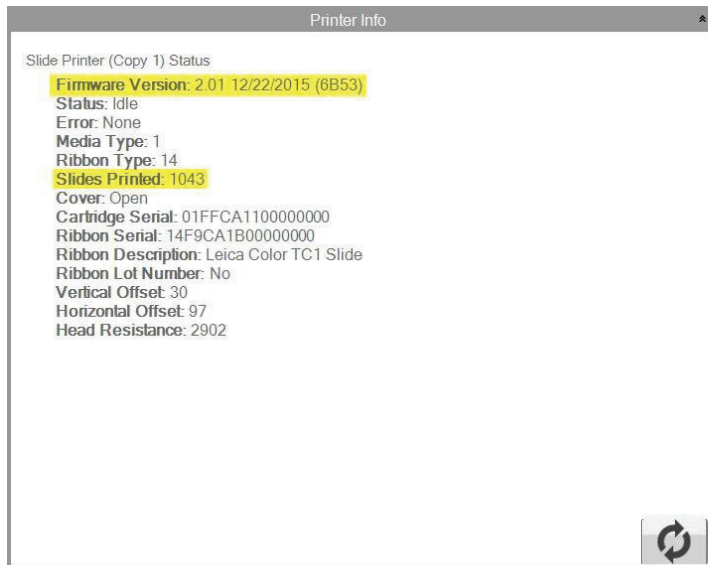 Printer Info
Slide Printer (Copy 1) Status
Firmware Version: 2.01 12/22/2015 (6B53)
Status: Idle
Error: None
Media Type: 1
Ribbon Type: 14
Slides Printed: 1043
Cover: Open
Cartridge Serial: 01FFCA1100000000
Ribbon Serial: 14F9CA1B00000000
Ribbon Description: Leica Color TC1 Slide
Ribbon Lot Number: No
Vertical Offset: 30
Horizontal Offset: 97
Head Resistance: 2902